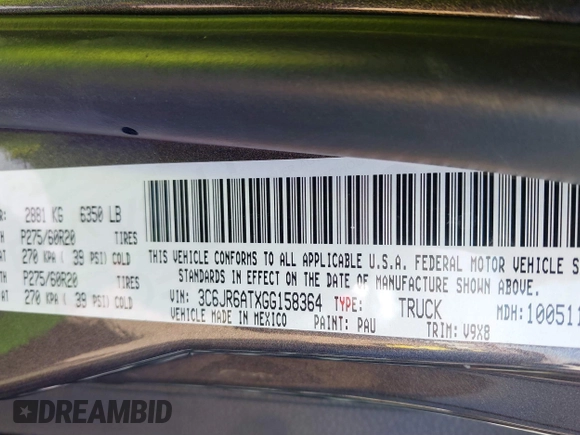 2881 KG 6350 LB
P275/60R20 TIRES
270 KPA ( 39 PSI) COLD
P275/60R20 TIRES
270 KPA ( 39 PSI) COLD
THIS VEHICLE CONFORMS TO ALL APPLICABLE U.S.A. FEDERAL MOTOR VEHICLE
STANDARDS IN EFFECT ON THE DATE OF MANUFACTURE SHOWN ABOVE.
VIN: 3C6JR6ATXGG158364 TYPE: TRUCK MDH:
VEHICLE MADE IN MEXICO PAINT: PAU TRIM: V9X8
DREAMBID